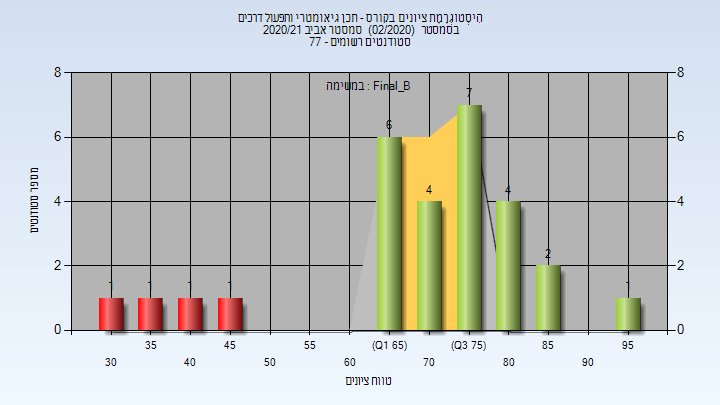 הִיסְטוֹגְרָמַת ציונים בקורס - תכן גיאומטרי ותפעול דרכים
בסמסטר (02/2020) סמסטר אביב 2020/21
סטודנטים רשומים - 77
במשימה : Final_B
מספר סטודנטים
8 8
6 6
4 4
2 2
0 0
1 1 1 1 6 4 7 4 2 1
35 45 55 (Q1 65) (Q3 75) 85 95
30 40 50 60 70 80 90
טווח ציונים